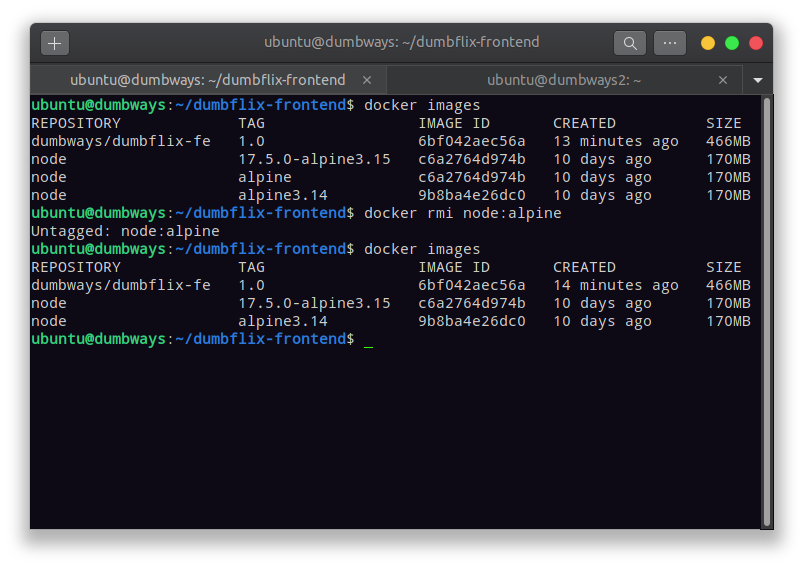 ubuntu@dumbways: ~/dumbflix-frontend
ubuntu@dumbways: ~/dumbflix-frontend × ubuntu@dumbways2: ~ ×
ubuntu@dumbways:~/dumbflix-frontend$ docker images
REPOSITORY TAG IMAGE ID CREATED SIZE
dumbways/dumbflix-fe 1.0 6bf042aec56a 13 minutes ago 466MB
node 17.5.0-alpine3.15 c6a2764d974b 10 days ago 170MB
node alpine c6a2764d974b 10 days ago 170MB
node alpine3.14 9b8ba4e26dc0 10 days ago 170MB
ubuntu@dumbways:~/dumbflix-frontend$ docker rmi node:alpine
Untagged: node:alpine
ubuntu@dumbways:~/dumbflix-frontend$ docker images
REPOSITORY TAG IMAGE ID CREATED SIZE
dumbways/dumbflix-fe 1.0 6bf042aec56a 14 minutes ago 466MB
node 17.5.0-alpine3.15 c6a2764d974b 10 days ago 170MB
node alpine3.14 9b8ba4e26dc0 10 days ago 170MB
ubuntu@dumbways:~/dumbflix-frontend$ _